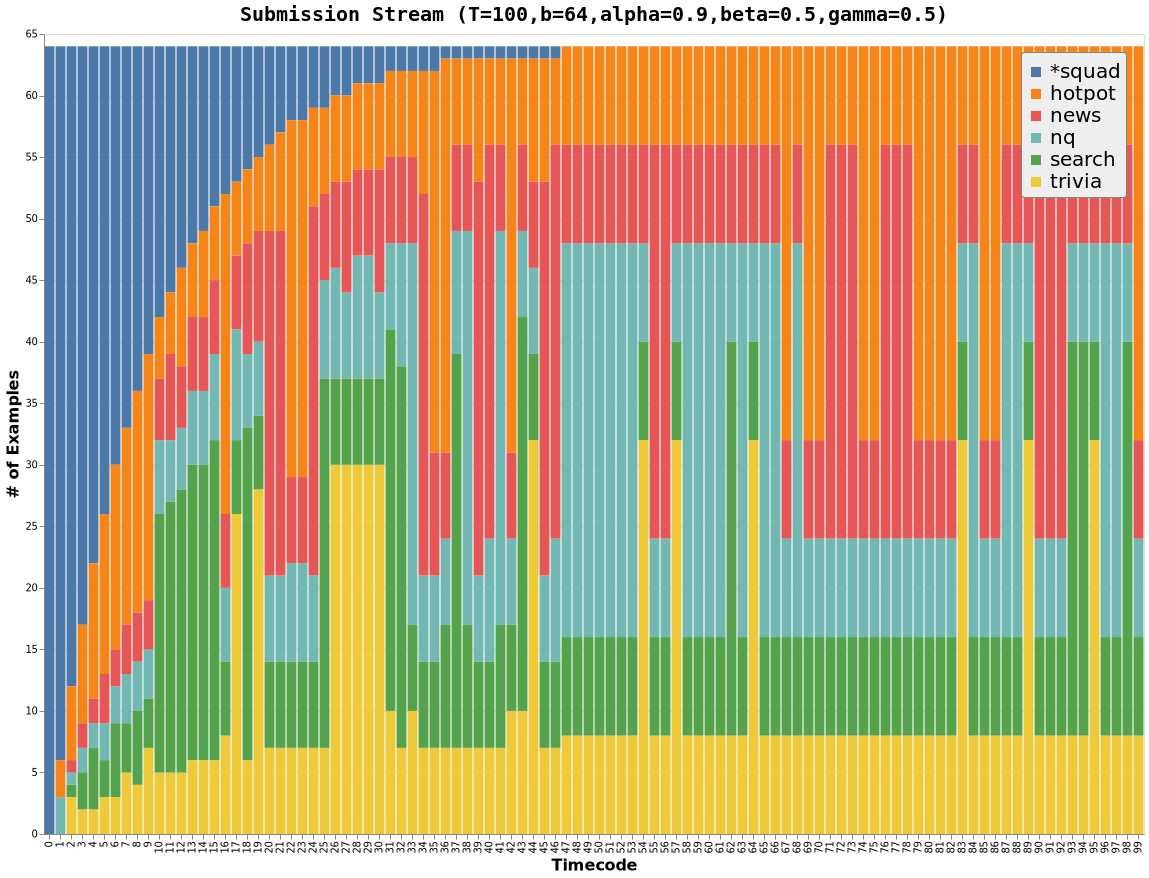 Submission Stream (T=100,b=64,alpha=0.9,beta=0.5,gamma=0.5)
65
60
55
50
45
40
35
30
25
20
15
10
5
0
# of Examples
*squad
hotpot
news
nq
search
trivia
0 1 2 3 4 5 6 7 8 9 10 11 12 13 14 15 16 17 18 19 20 21 22 23 24 25 26 27 28 29 30 31 32 33 34 35 36 37 38 39 40 41 42 43 44 45 46 47 48 49 50 51 52 53 54 55 56 57 58 59 60 61 62 63 64 65 66 67 68 69 70 71 72 73 74 75 76 77 78 79 80 81 82 83 84 85 86 87 88 89 90 91 92 93 94 95 96 97 98 99
Timecode